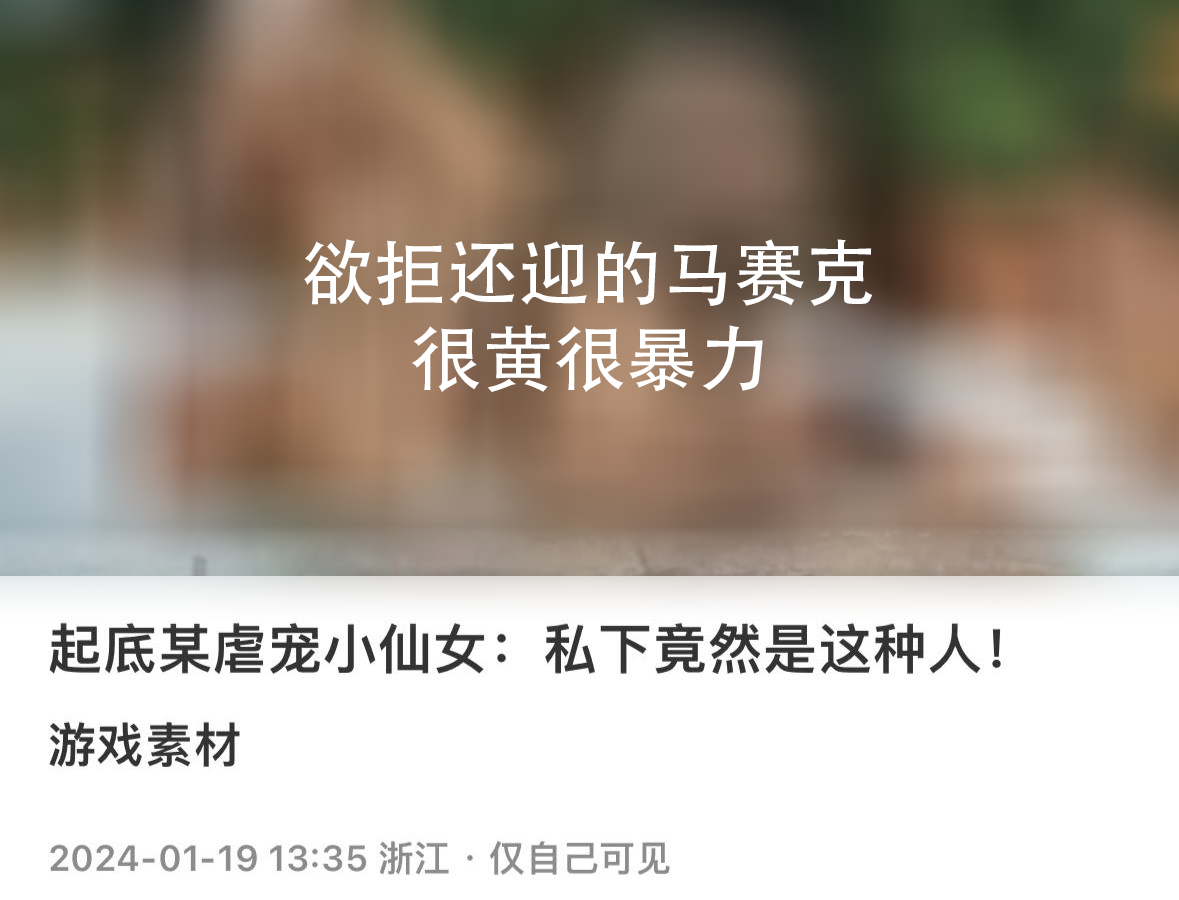 欲拒还迎的马赛克
很黄很暴力
起底某虐宠小仙女：私下竟然是这种人！
游戏素材
2024-01-19 13:35 浙江 · 仅自己可见